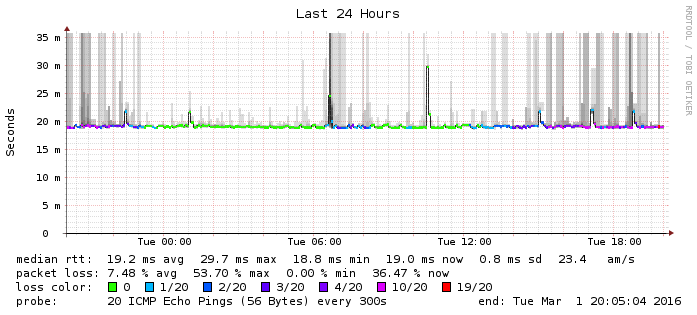 Last 24 Hours
RRDTOOL / TOBI OETIKER
Seconds
35 m
30 m
25 m
20 m
15 m
10 m
5 m
0
Tue 00:00 Tue 06:00 Tue 12:00 Tue 18:00
median rtt: 19.2 ms avg 29.7 ms max 18.8 ms min 19.0 ms now 0.8 ms sd 23.4 am/s
packet loss: 7.48 % avg 53.70 % max 0.00 % min 36.47 % now
loss color: 0 1/20 2/20 3/20 4/20 10/20 19/20
probe: 20 ICMP Echo Pings (56 Bytes) every 300s end: Tue Mar 1 20:05:04 2016